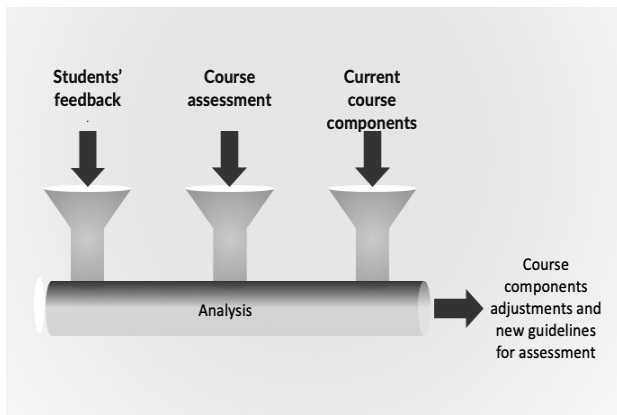 Students'
feedback
.
Course
assessment
Current
course
components
Analysis
Course
components
adjustments and
new guidelines
for assessment